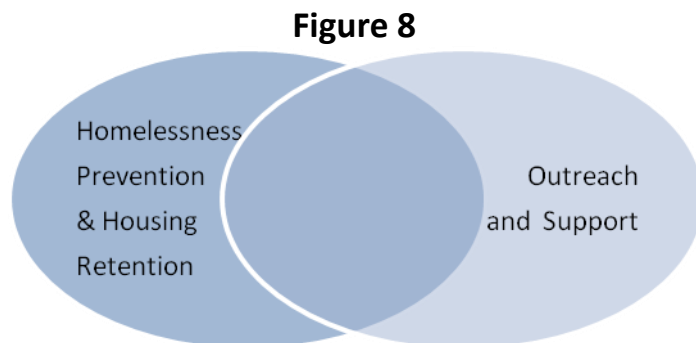 Figure 8
Homelessness
Prevention
& Housing
Retention
Outreach
and Support